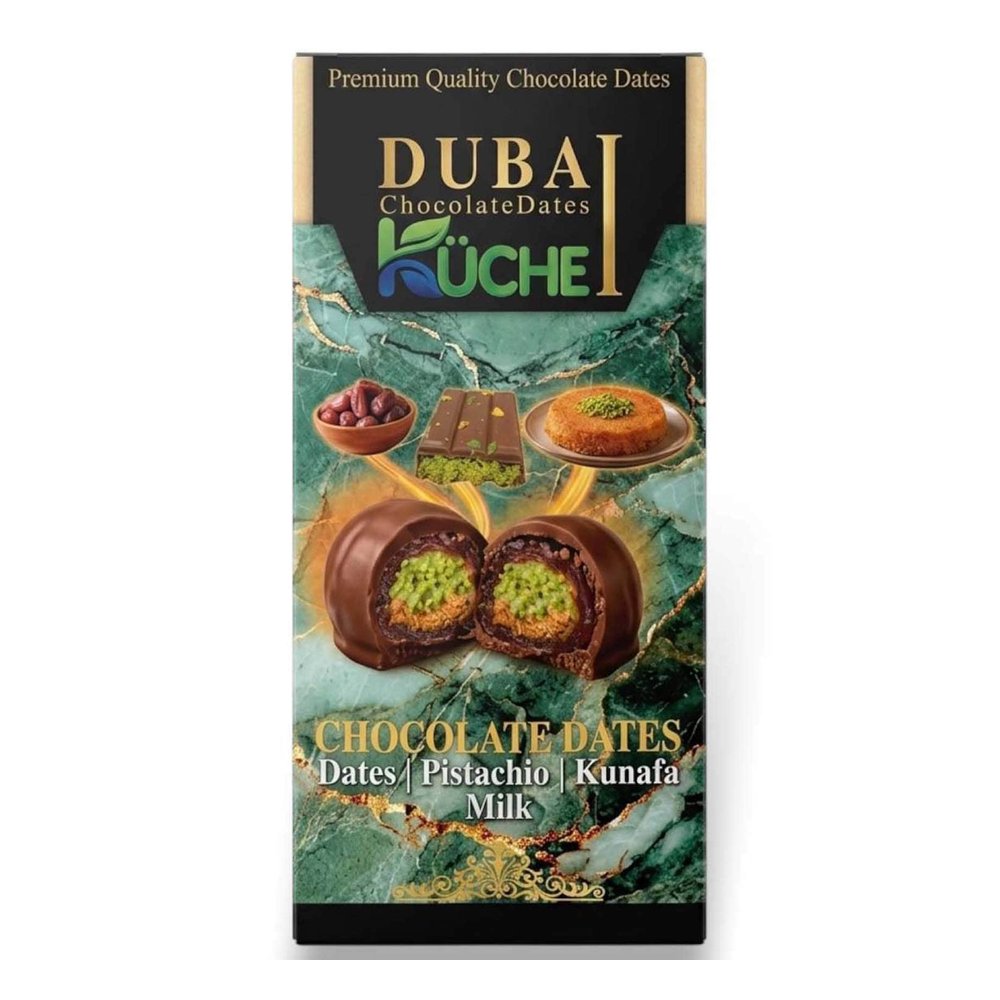 Premium Quality Chocolate Dates
DUBAI
ChocolateDates
KÜCHE
CHOCOLATE DATES
Dates | Pistachio | Kunafa
Milk